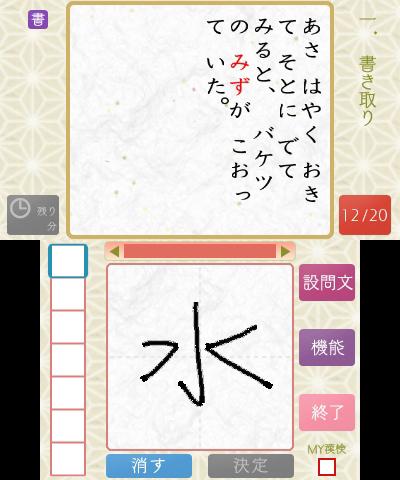 書
一．書き取り
あさ はやく おき
て そとに でて
みると、 バケツ
の みずが こおっ
て いた。
残り
分
12/20
設問文
水
機能
終了
MY漢検
消す
決定